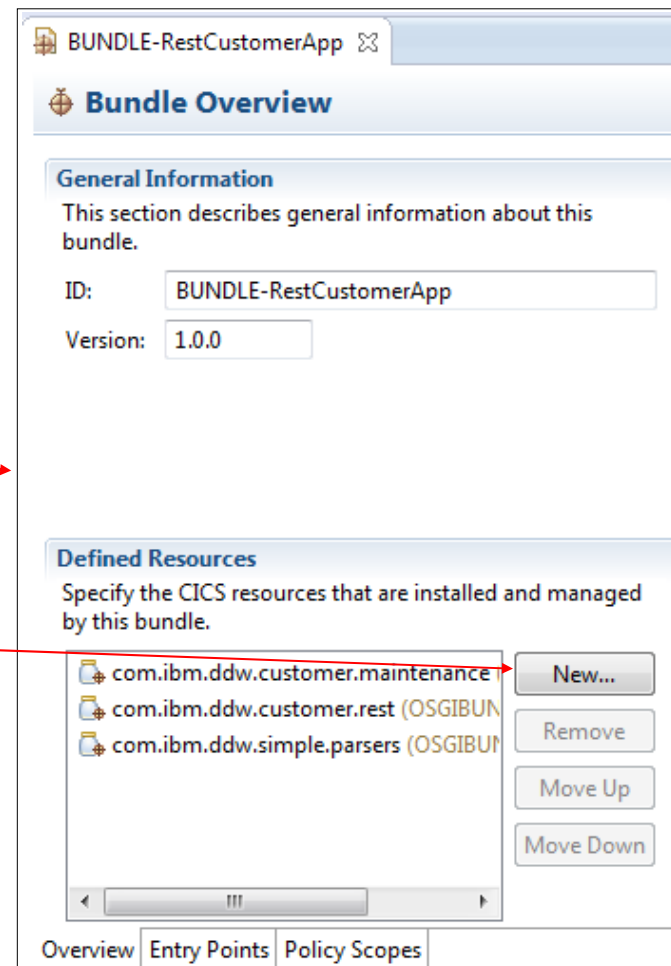 BUNDLE-RestCustomerApp
Bundle Overview
General Information
This section describes general information about this
bundle.
ID: BUNDLE-RestCustomerApp
Version: 1.0.0
Defined Resources
Specify the CICS resources that are installed and managed
by this bundle.
com.ibm.ddw.customer.maintenance (
com.ibm.ddw.customer.rest (OSGIBUN
com.ibm.ddw.simple.parsers (OSGIBUN
New...
Remove
Move Up
Move Down
Overview Entry Points Policy Scopes